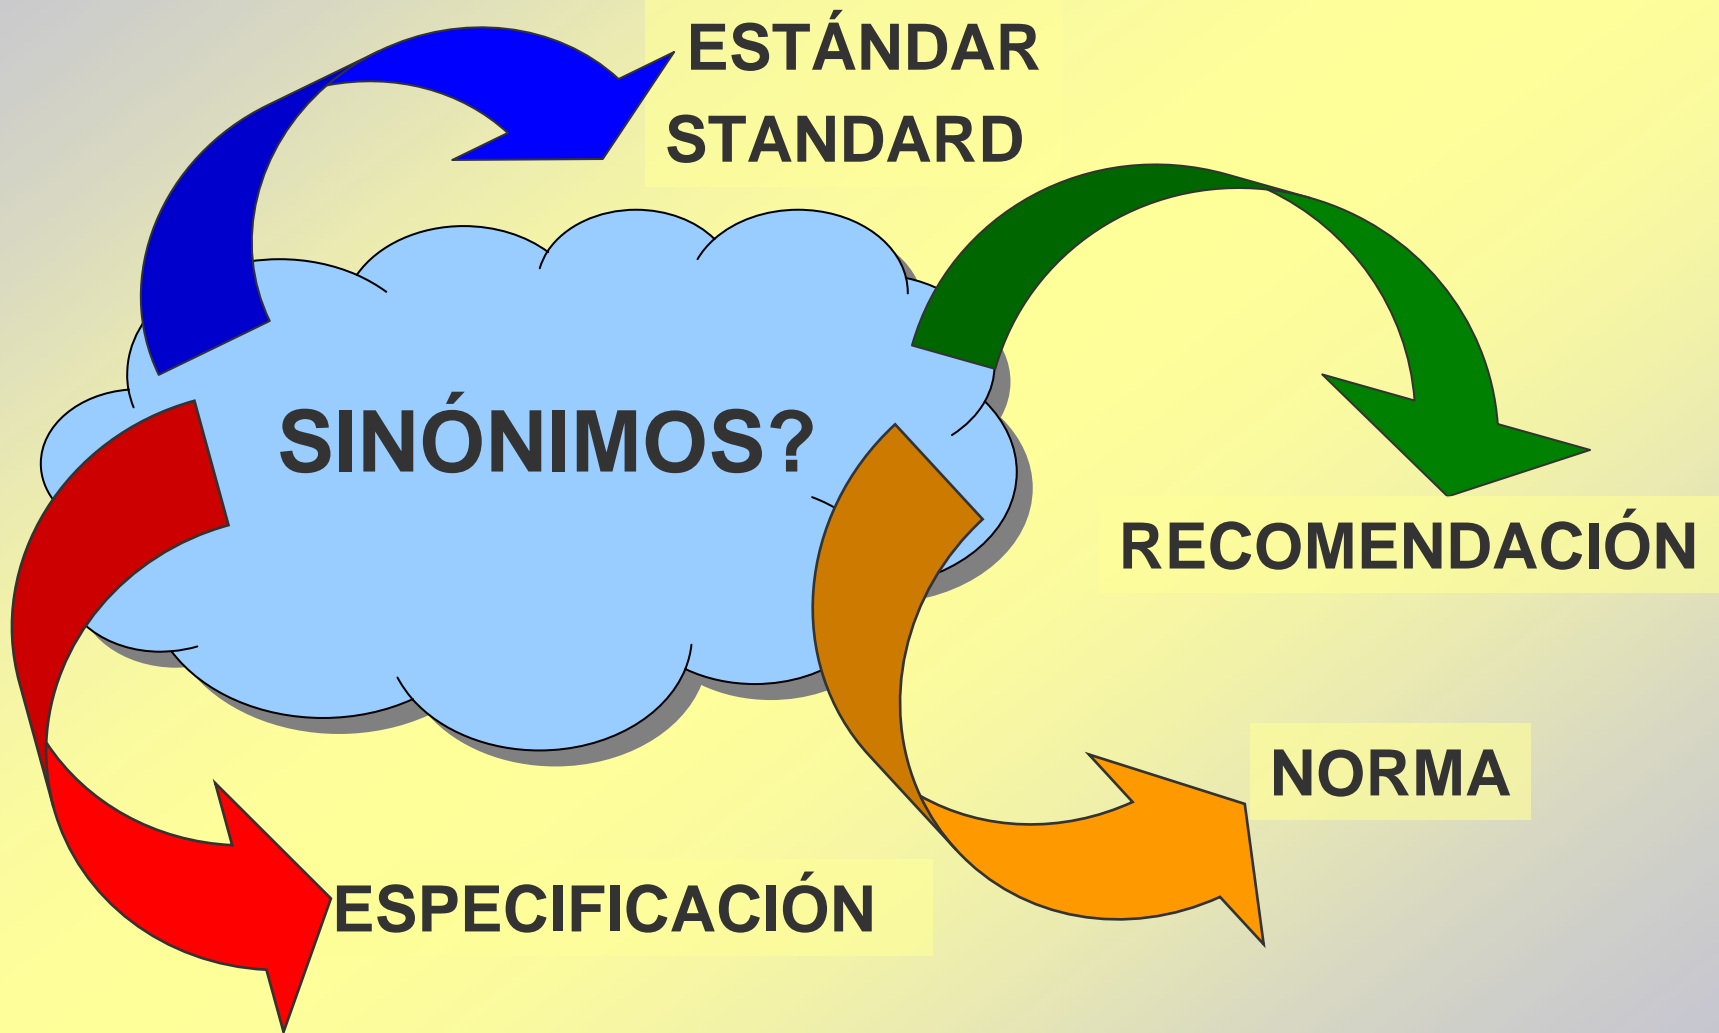 ESTÁNDAR
STANDARD
SINÓNIMOS?
RECOMENDACIÓN
NORMA
ESPECIFICACIÓN